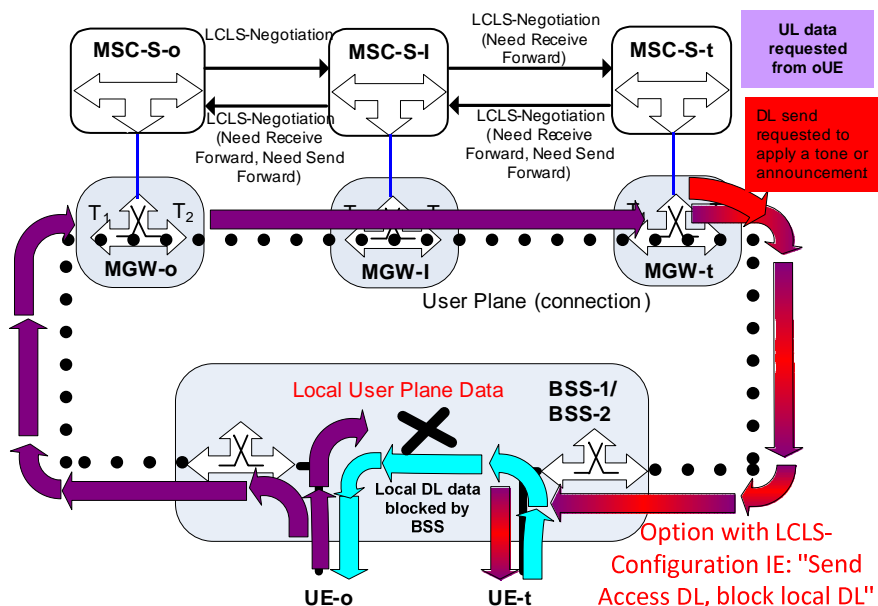 MSC-S-o
LCLS-Negotiation
MSC-S-I
LCLS-Negotiation
(Need Receive
Forward)
MSC-S-t
UL data
requested
from oUE
LCLS-Negotiation
(Need Receive
Forward, Need Send
Forward)
LCLS-Negotiation
(Need Receive
Forward, Need Send
Forward)
DL send
requested to
apply a tone or
announcement
T1
T2
MGW-o
MGW-I
MGW-t
User Plane (connection)
Local User Plane Data
BSS-1/
BSS-2
Local DL data
blocked by
BSS
Option with LCLS-
Configuration IE: "Send
Access DL, block local DL"
UE-o
UE-t